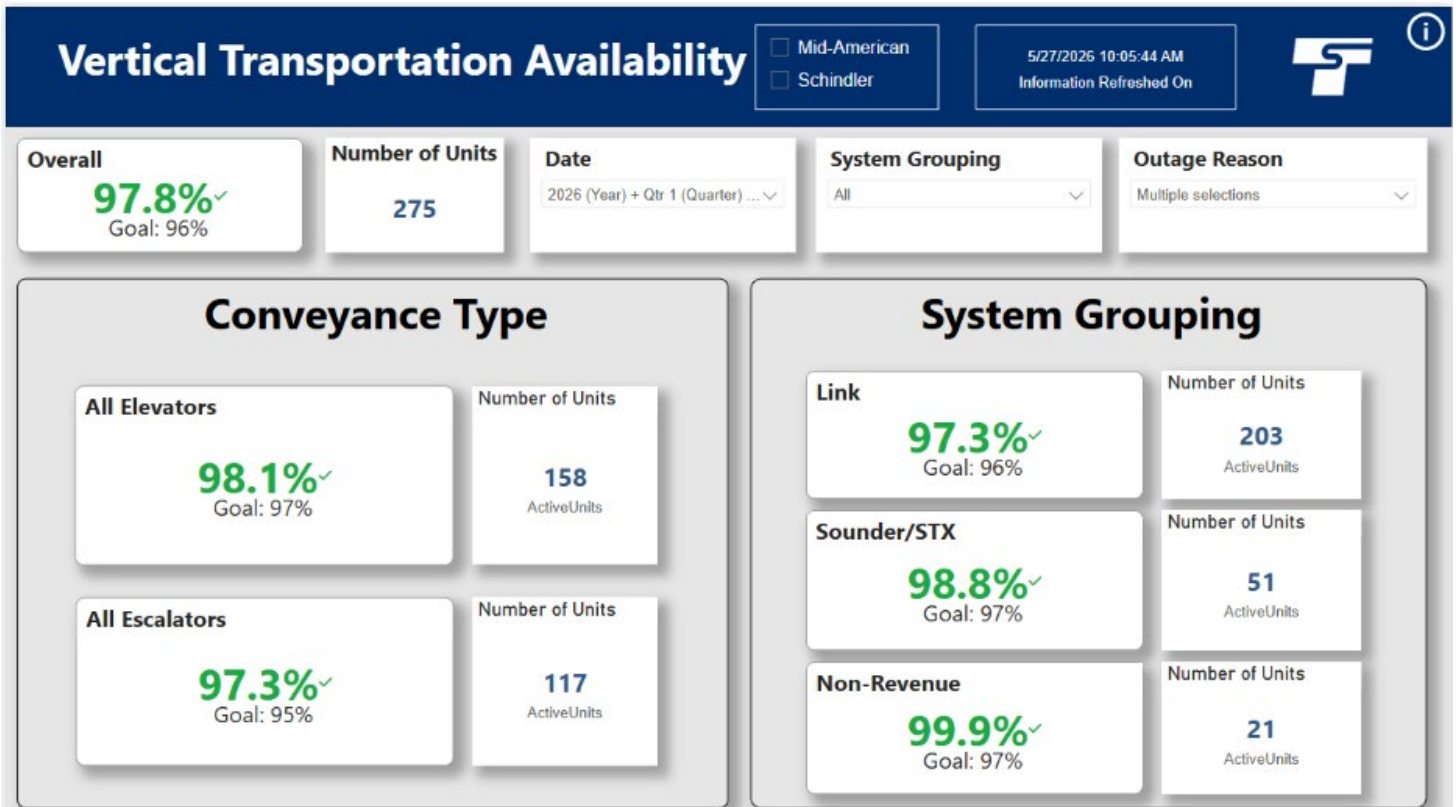 Vertical Transportation Availability
Mid-American
Schindler
5/27/2026 10:05:44 AM
Information Refreshed On
Overall
97.8%
Goal: 96%
Number of Units
275
Date
2026 (Year) + Qtr 1 (Quarter) ...
System Grouping
All
Outage Reason
Multiple selections
Conveyance Type
All Elevators
98.1%
Goal: 97%
Number of Units
158
ActiveUnits
All Escalators
97.3%
Goal: 95%
Number of Units
117
ActiveUnits
System Grouping
Link
97.3%
Goal: 96%
Number of Units
203
ActiveUnits
Sounder/STX
98.8%
Goal: 97%
Number of Units
51
ActiveUnits
Non-Revenue
99.9%
Goal: 97%
Number of Units
21
ActiveUnits